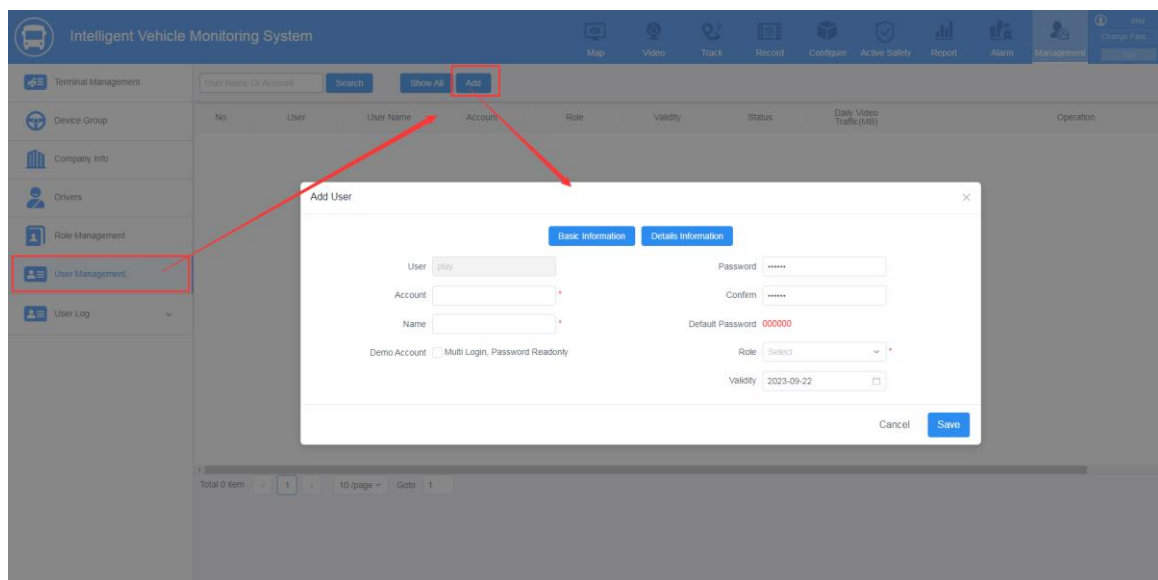 Intelligent Vehicle Monitoring System
Map Video Track Record Configure Active Safety Report Alarm Management
play
Change Pass
Terminal Management
User Name Or Account Search Show All Add
Device Group
No. User User Name Account Role Validity Status Daily Video Traffic(MB) Operation
Company Info
Drivers
Role Management
User Management
User Log
Add User
Basic Information Details Information
User play Password ••••••
Account * Confirm ••••••
Name * Default Password 000000
Demo Account Multi Login, Password Readonly Role Select *
Validity 2023-09-22
Cancel Save
Total 0 item < 1 > 10 /page Goto 1